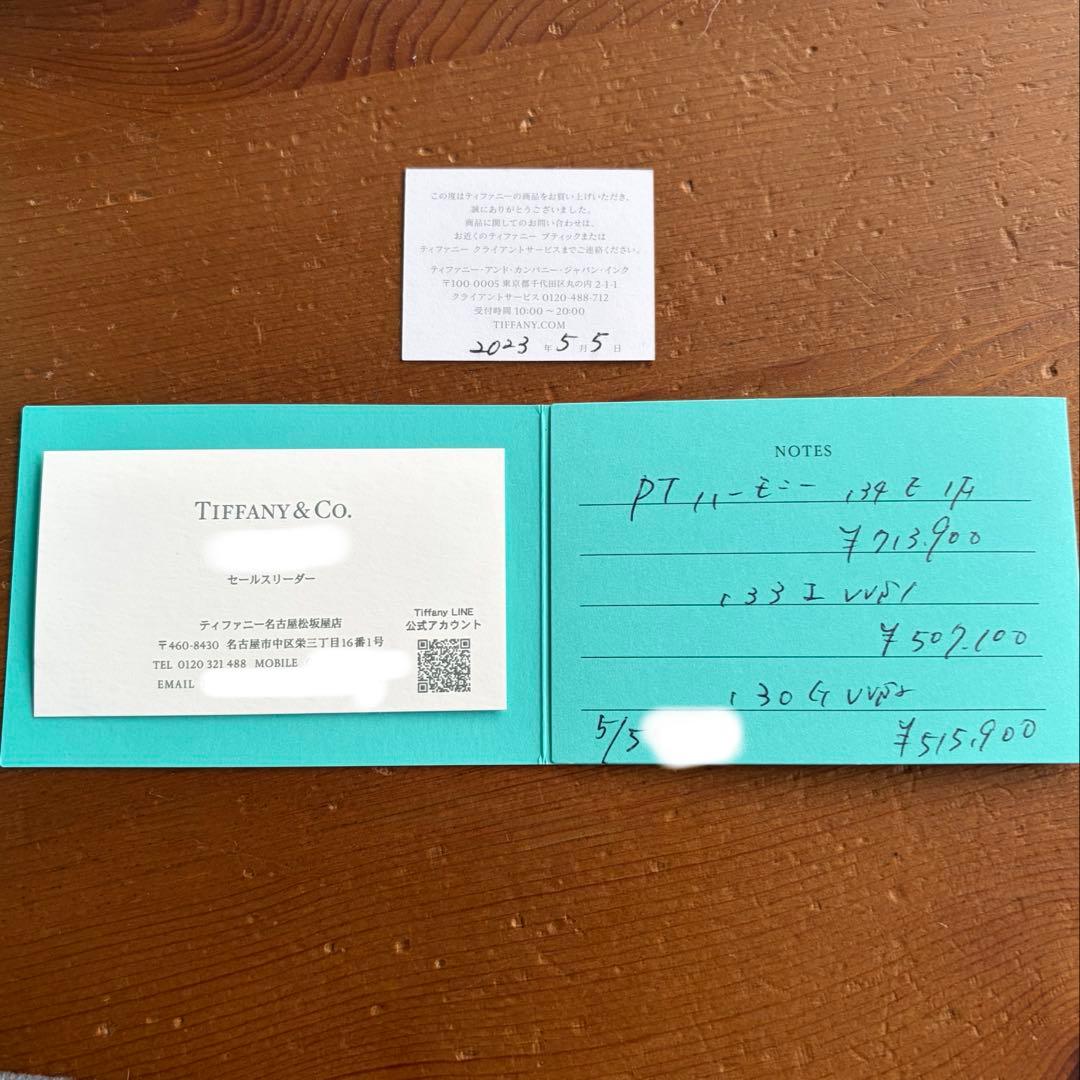 この度はティファニーの商品をお買い上げいただき、
誠にありがとうございました。
商品に関してのお問い合わせは、
お近くのティファニー ブティックまたは
ティファニー クライアントサービスまでご連絡ください。
ティファニー・アンド・カンパニー・ジャパン・インク
〒100-0005 東京都千代田区丸の内 2-1-1
クライアントサービス 0120-488-712
受付時間 10:00 ~ 20:00
TIFFANY.COM
2023 年 5 月 5 日
TIFFANY & CO.
セールスリーダー
Tiffany LINE
公式アカウント
ティファニー名古屋松坂屋店
〒460-8430 名古屋市中区栄三丁目16番1号
TEL 0120 321 488 MOBILE
EMAIL
NOTES
PT ハーモニー .34 E IF
¥713.900
.33 I VVS1
¥507.100
.30 G VVS2
5/5 ¥515.900